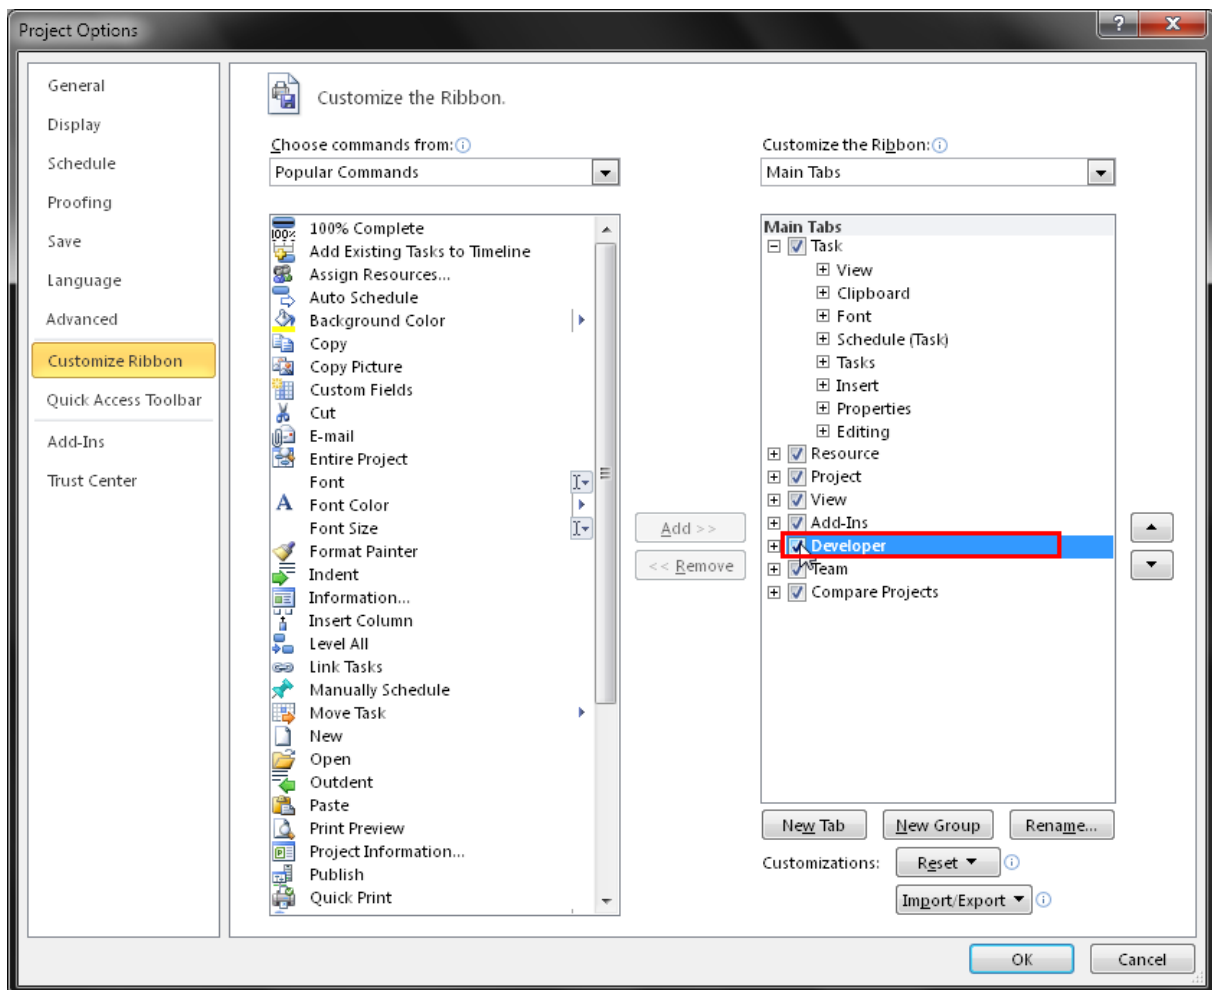 Project Options
General
Display
Schedule
Proofing
Save
Language
Advanced
Customize Ribbon
Quick Access Toolbar
Add-Ins
Trust Center
Customize the Ribbon.
Choose commands from:
Popular Commands
100% Complete
Add Existing Tasks to Timeline
Assign Resources...
Auto Schedule
Background Color
Copy
Copy Picture
Custom Fields
Cut
E-mail
Entire Project
Font
Font Color
Font Size
Format Painter
Indent
Information...
Insert Column
Level All
Link Tasks
Manually Schedule
Move Task
New
Open
Outdent
Paste
Print Preview
Project Information...
Publish
Quick Print
Add >>
<< Remove
Customize the Ribbon:
Main Tabs
Main Tabs
Task
View
Clipboard
Font
Schedule (Task)
Tasks
Insert
Properties
Editing
Resource
Project
View
Add-Ins
Developer
Team
Compare Projects
New Tab
New Group
Rename...
Customizations:
Reset
Import/Export
OK
Cancel